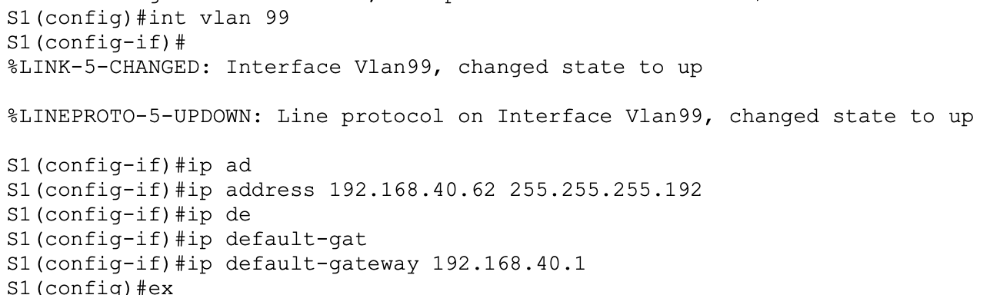 S1(config)#int vlan 99
S1(config-if)#
%LINK-5-CHANGED: Interface Vlan99, changed state to up
%LINEPROTO-5-UPDOWN: Line protocol on Interface Vlan99, changed state to up
S1(config-if)#ip ad
S1(config-if)#ip address 192.168.40.62 255.255.255.192
S1(config-if)#ip de
S1(config-if)#ip default-gat
S1(config-if)#ip default-gateway 192.168.40.1
S1(config)#ex